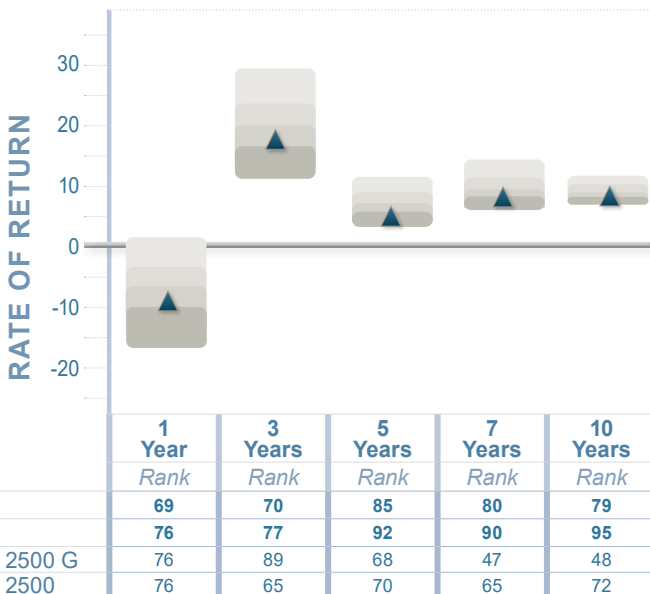 RATE OF RETURN
30
20
10
0
-10
-20
1 Year
3 Years
5 Years
7 Years
10 Years
Rank Rank Rank Rank Rank
69 70 85 80 79
76 77 92 90 95
2500 G 76 89 68 47 48
2500 76 65 70 65 72